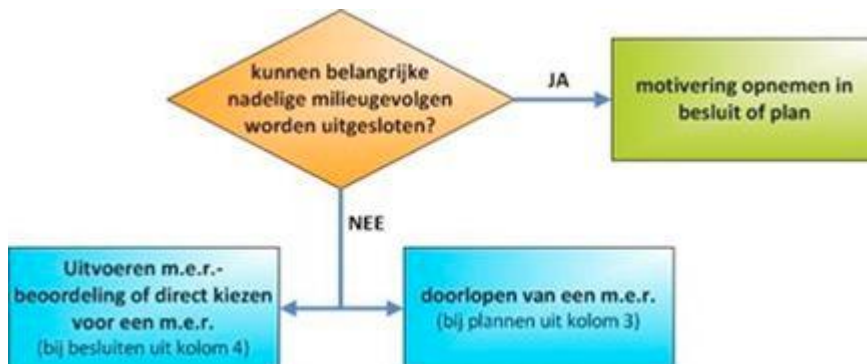 kunnen belangrijke
nadelige milieugevolgen
worden uitgesloten?
JA
motivering opnemen in
besluit of plan
NEE
Uitvoeren m.e.r.-
beoordeling of direct kiezen
voor een m.e.r.
(bij besluiten uit kolom 4)
doorlopen van een m.e.r.
(bij plannen uit kolom 3)